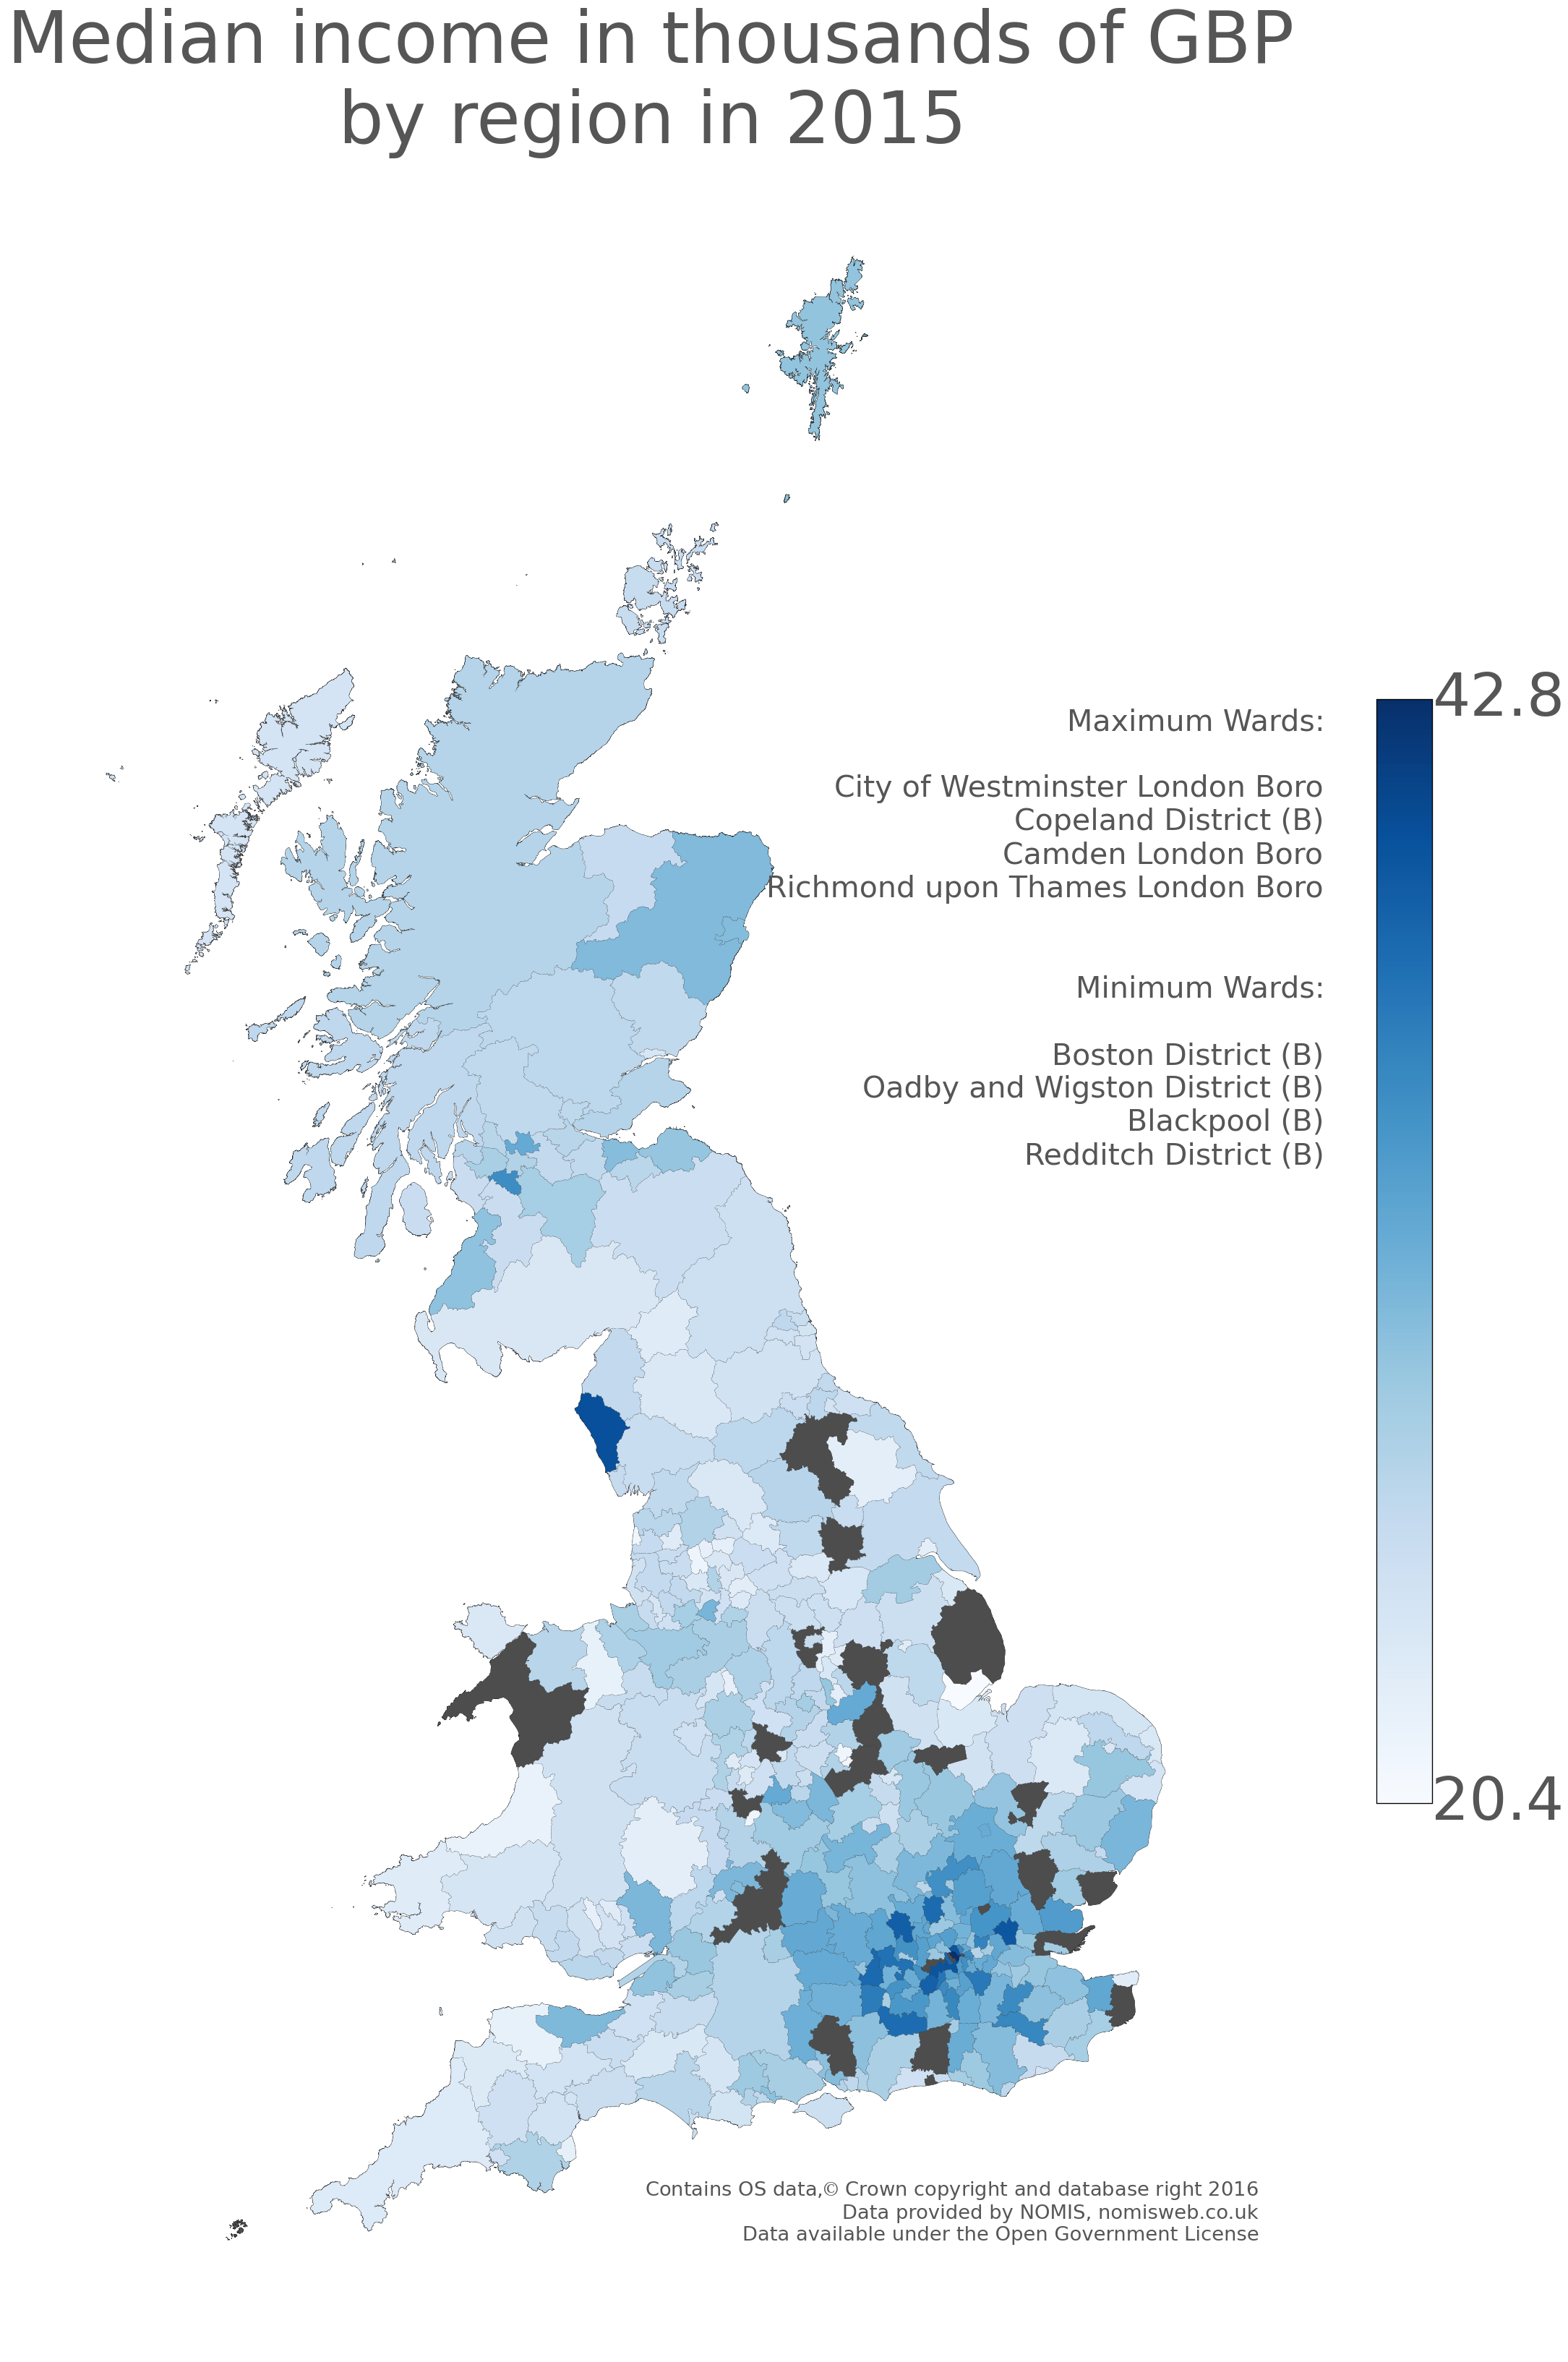 Median income in thousands of GBP
by region in 2015
42.8
Maximum Wards:
City of Westminster London Boro
Copeland District (B)
Camden London Boro
Richmond upon Thames London Boro
Minimum Wards:
Boston District (B)
Oadby and Wigston District (B)
Blackpool (B)
Redditch District (B)
20.4
Contains OS data,© Crown copyright and database right 2016
Data provided by NOMIS, nomisweb.co.uk
Data available under the Open Government License